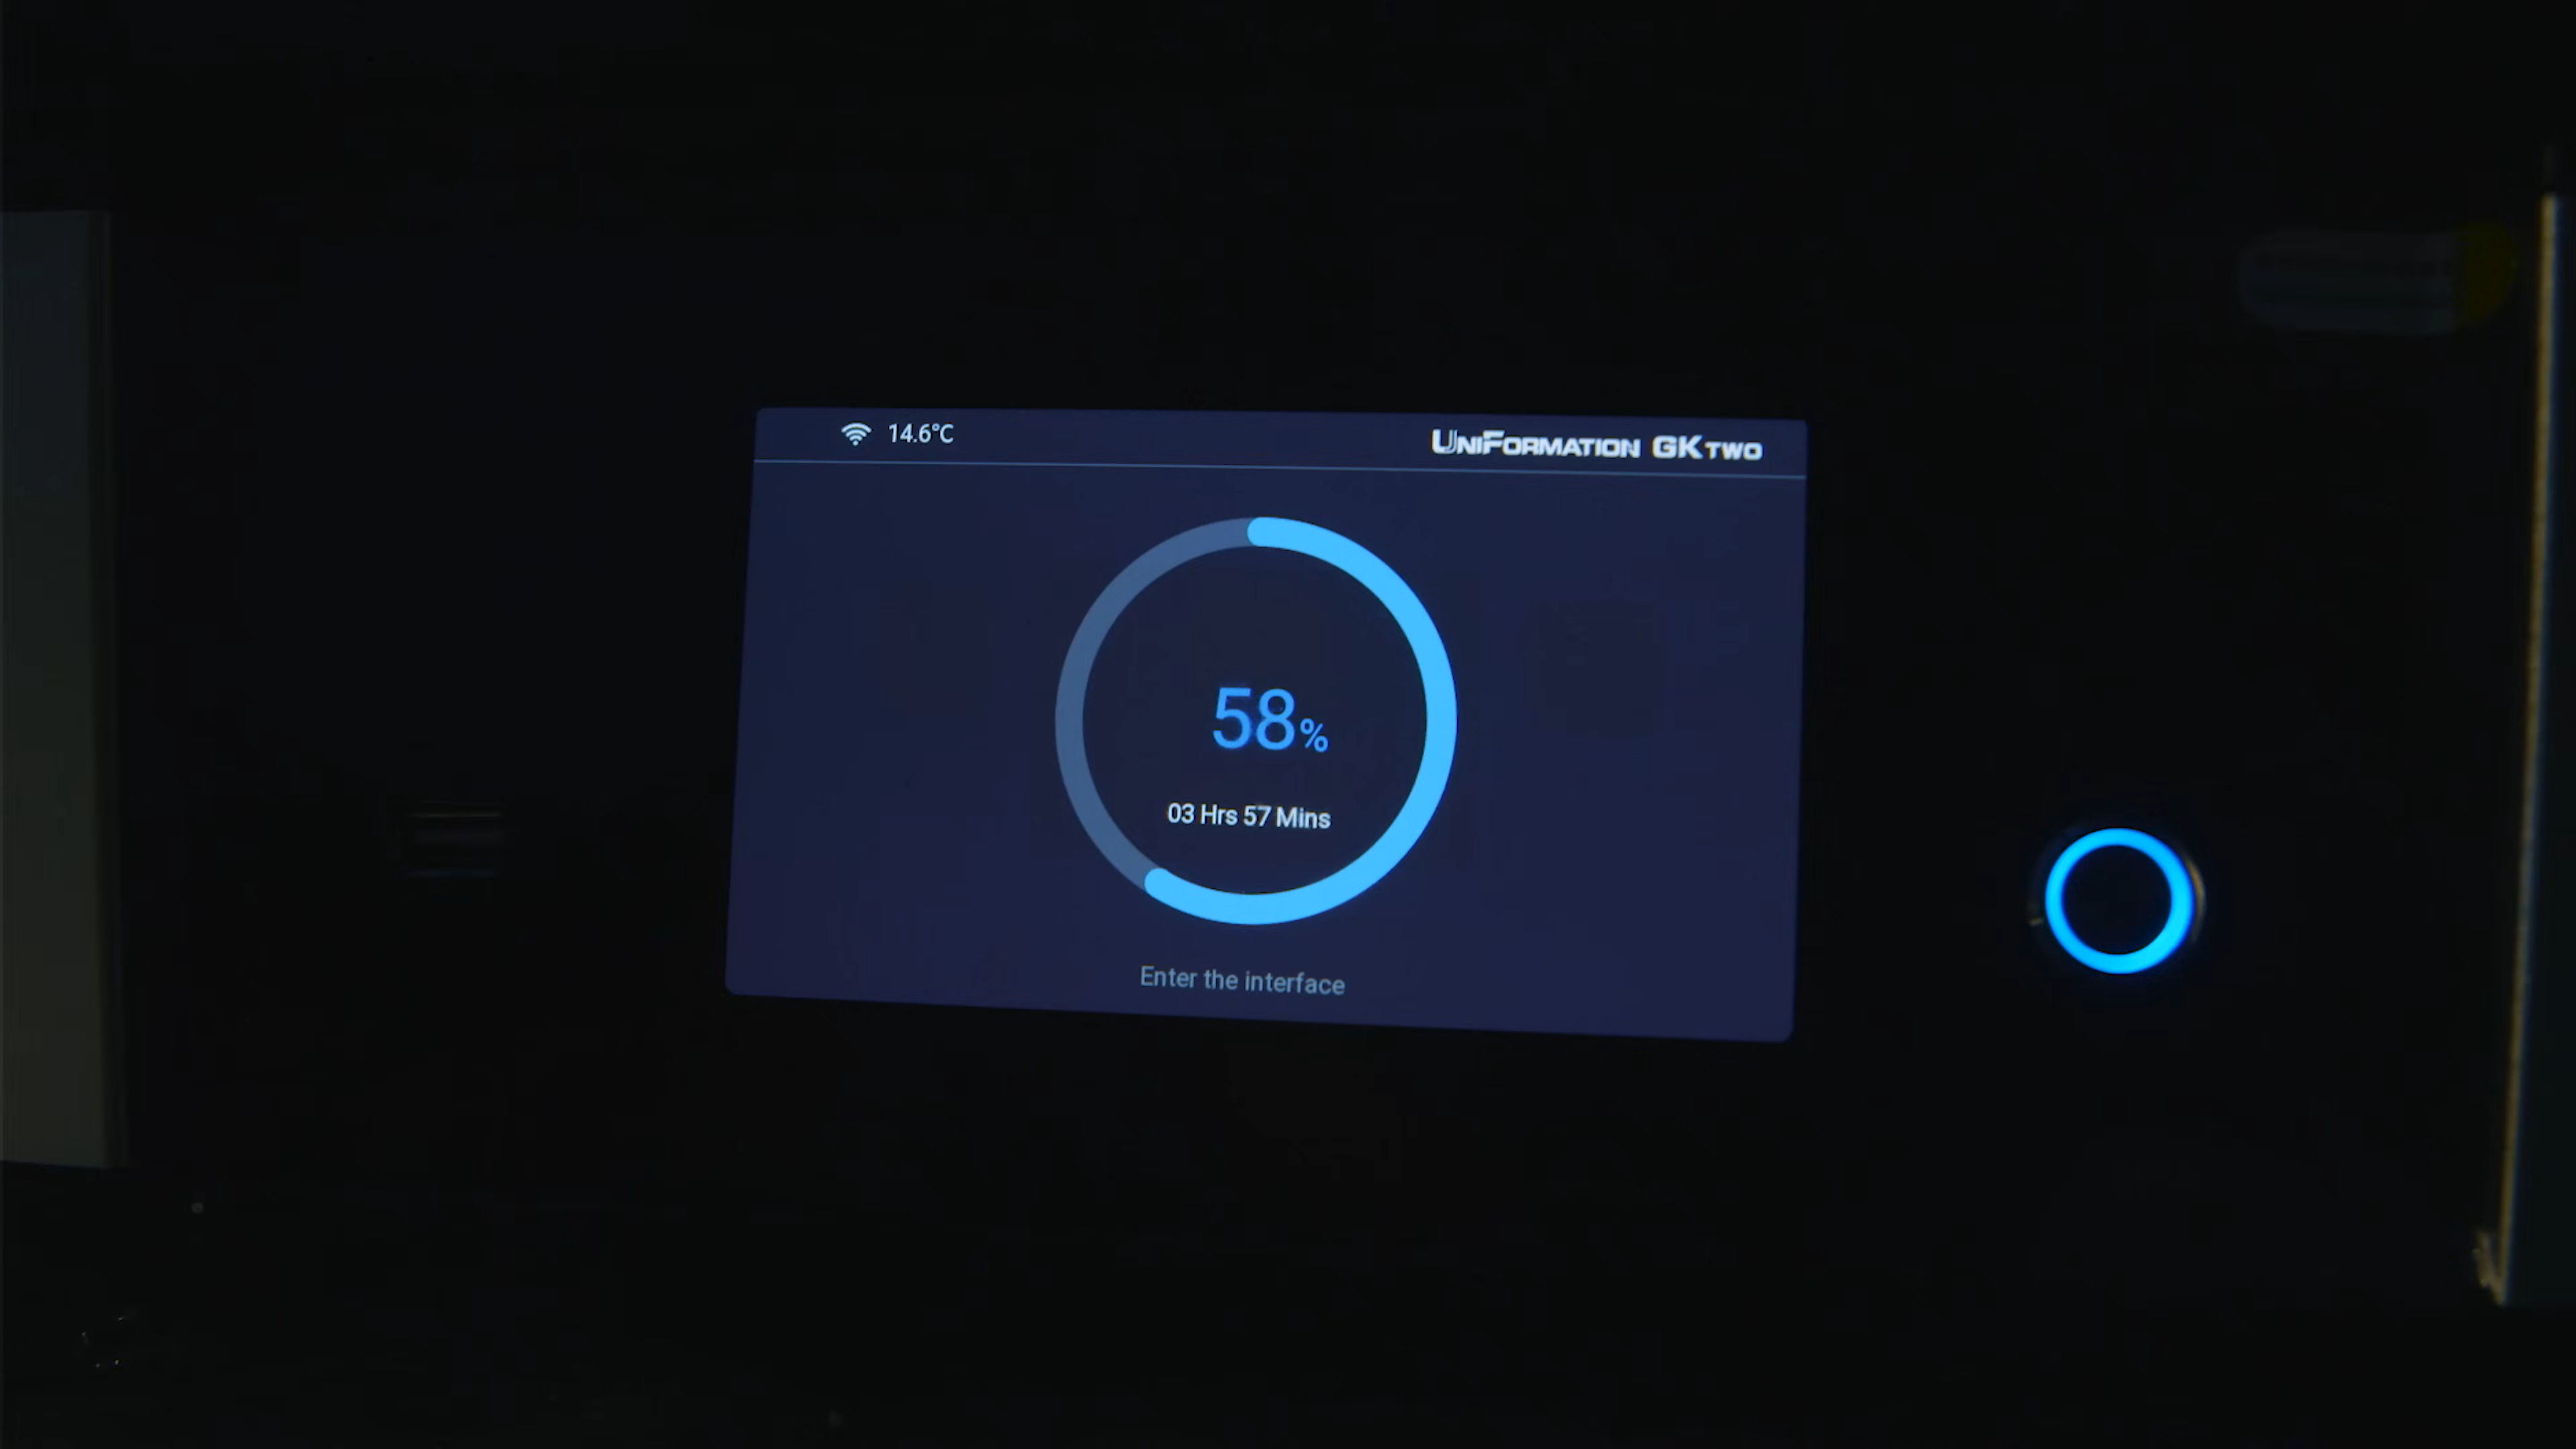 14.6°C
UNIFORMATION GKTWO
58%
03 Hrs 57 Mins
Enter the interface